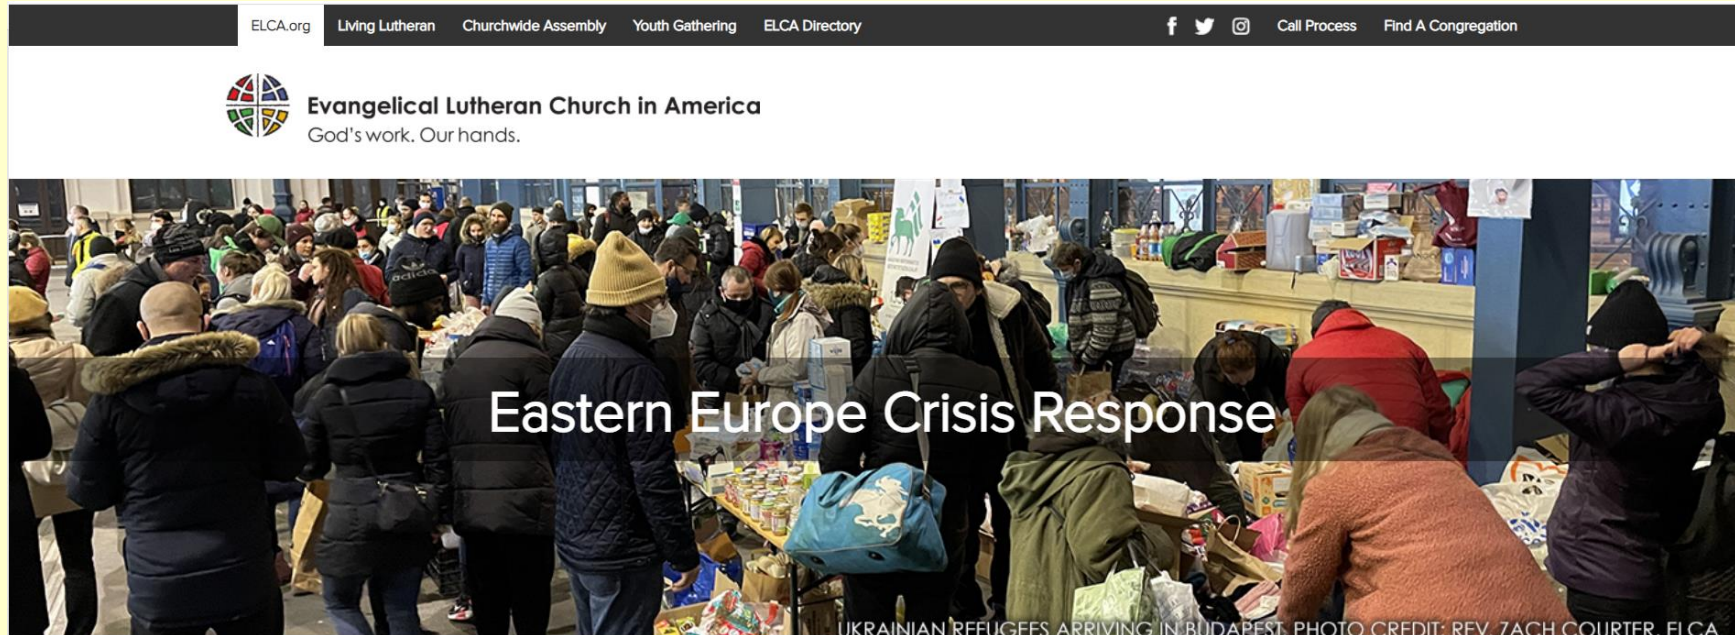 ELCA.org Living Lutheran Churchwide Assembly Youth Gathering ELCA Directory Call Process Find A Congregation
Evangelical Lutheran Church in America
God's work. Our hands.
adidas
Eastern Europe Crisis Response
UKRAINIAN REFUGEES ARRIVING IN BUDAPEST. PHOTO CREDIT: REV. ZACH COURTER, ELCA